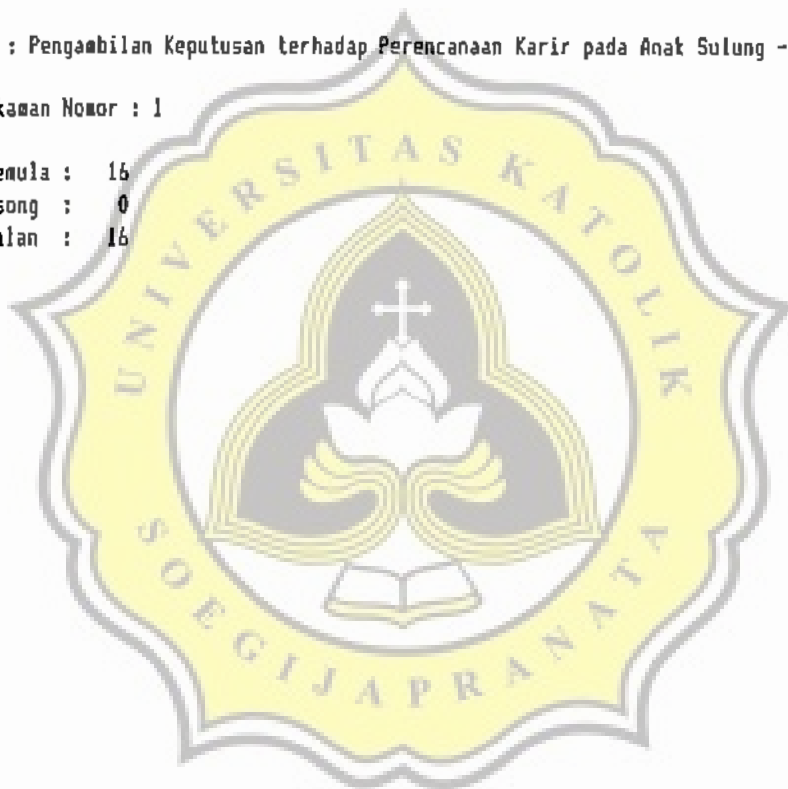 : Pengambilan Keputusan terhadap Perencanaan Karir pada Anak Sulung -
kaman Nomor : 1
emula : 16
song : 0
alan : 16
UNIVERSITAS KATOLIK
SOEGIJAPRANATA